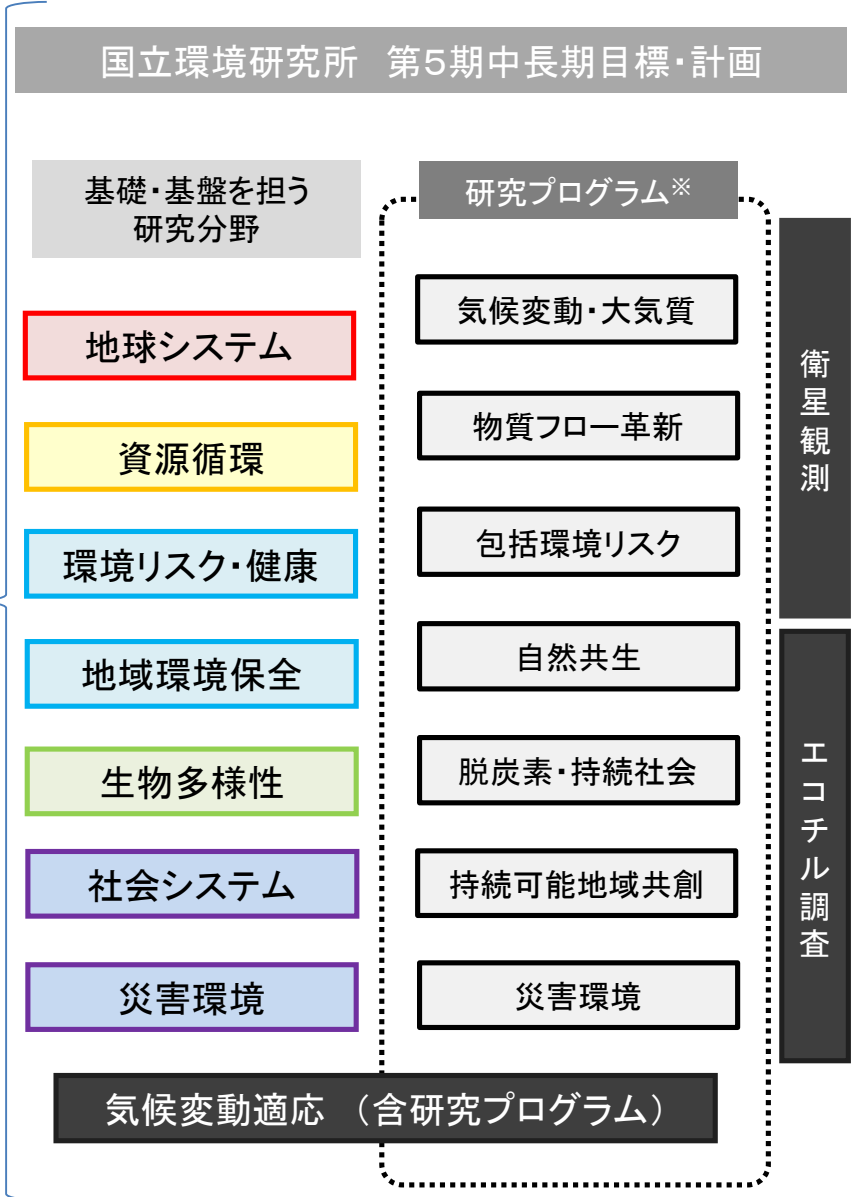 国立環境研究所 第5期中長期目標・計画
基礎・基盤を担う
研究分野
地球システム
資源循環
環境リスク・健康
地域環境保全
生物多様性
社会システム
災害環境
研究プログラム※
気候変動・大気質
物質フロー革新
包括環境リスク
自然共生
脱炭素・持続社会
持続可能地域共創
災害環境
気候変動適応 （含研究プログラム）
衛星観測
エコチル調査